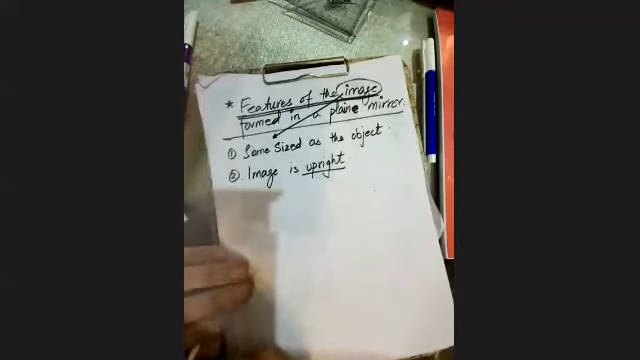 * Features of the image
formed in a plane mirror.
① Same sized as the object.
② Image is upright.